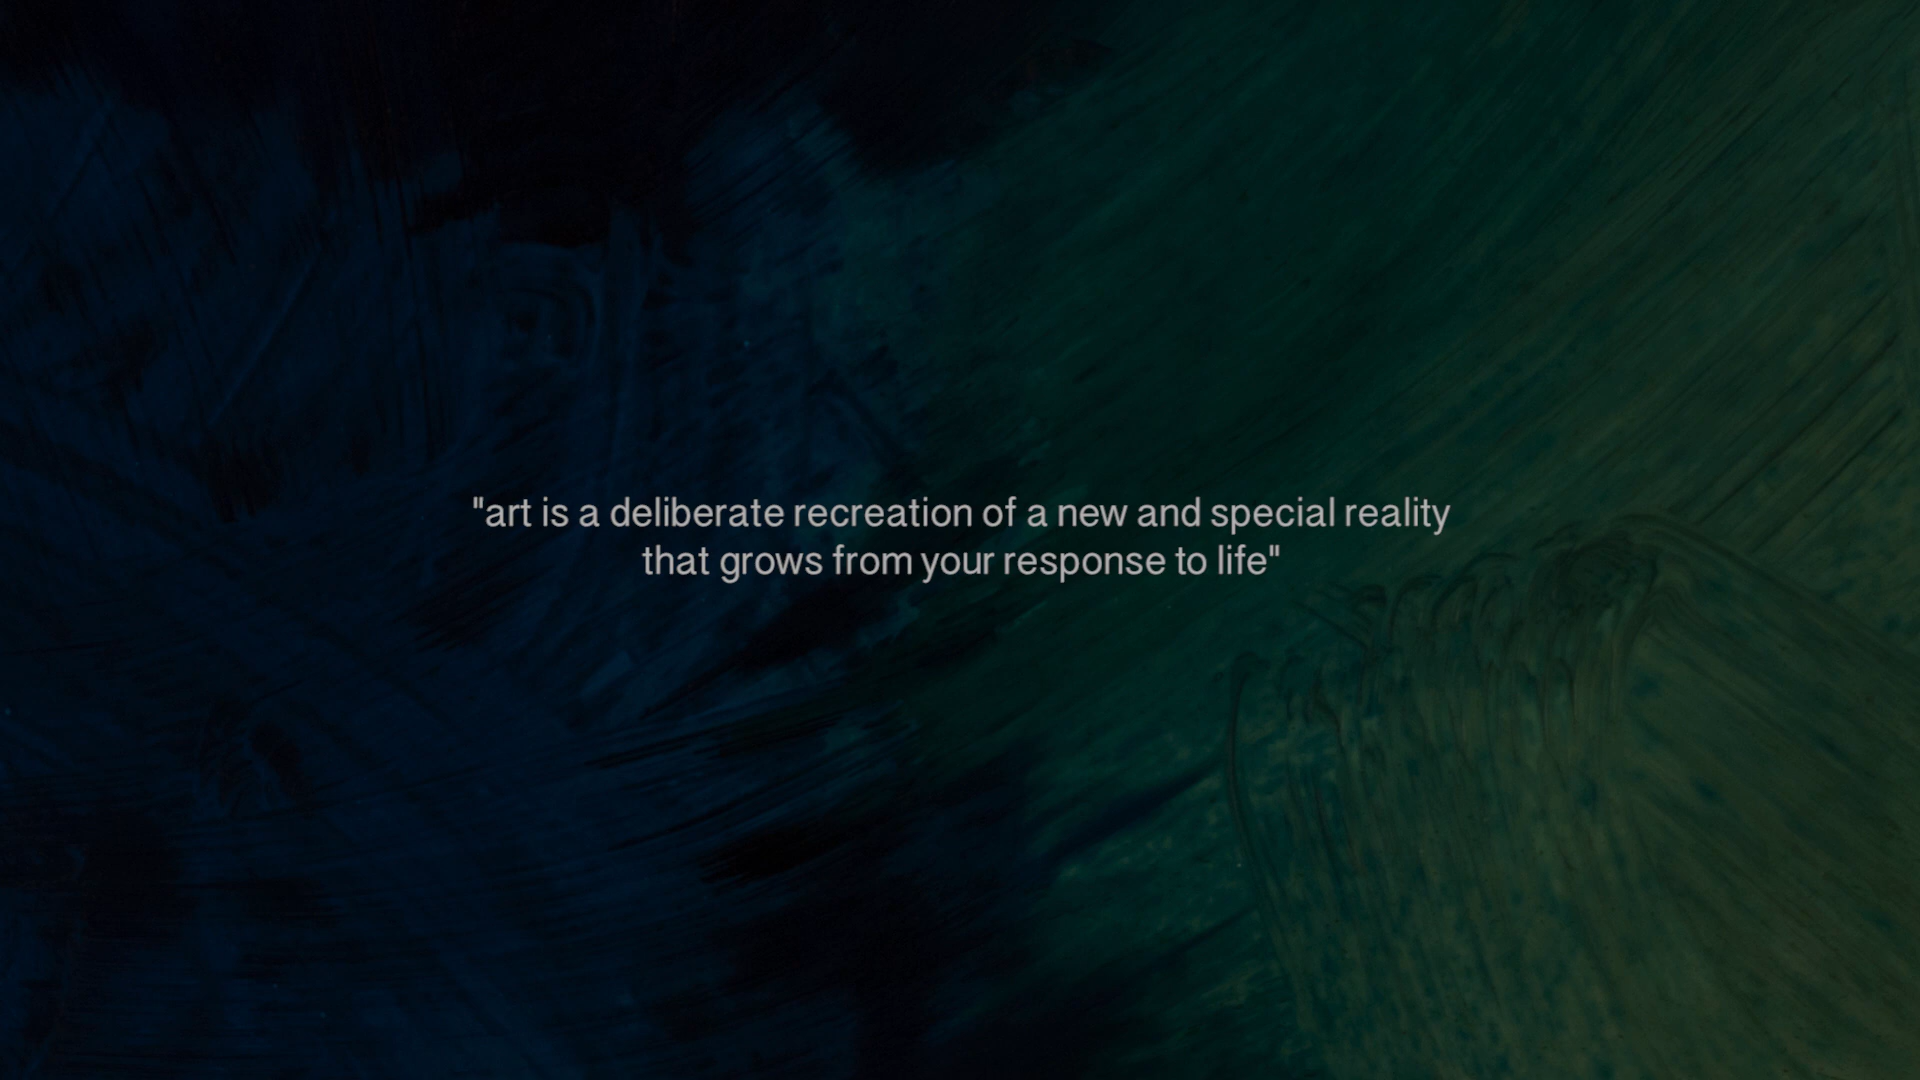 "art is a deliberate recreation of a new and special reality
that grows from your response to life"